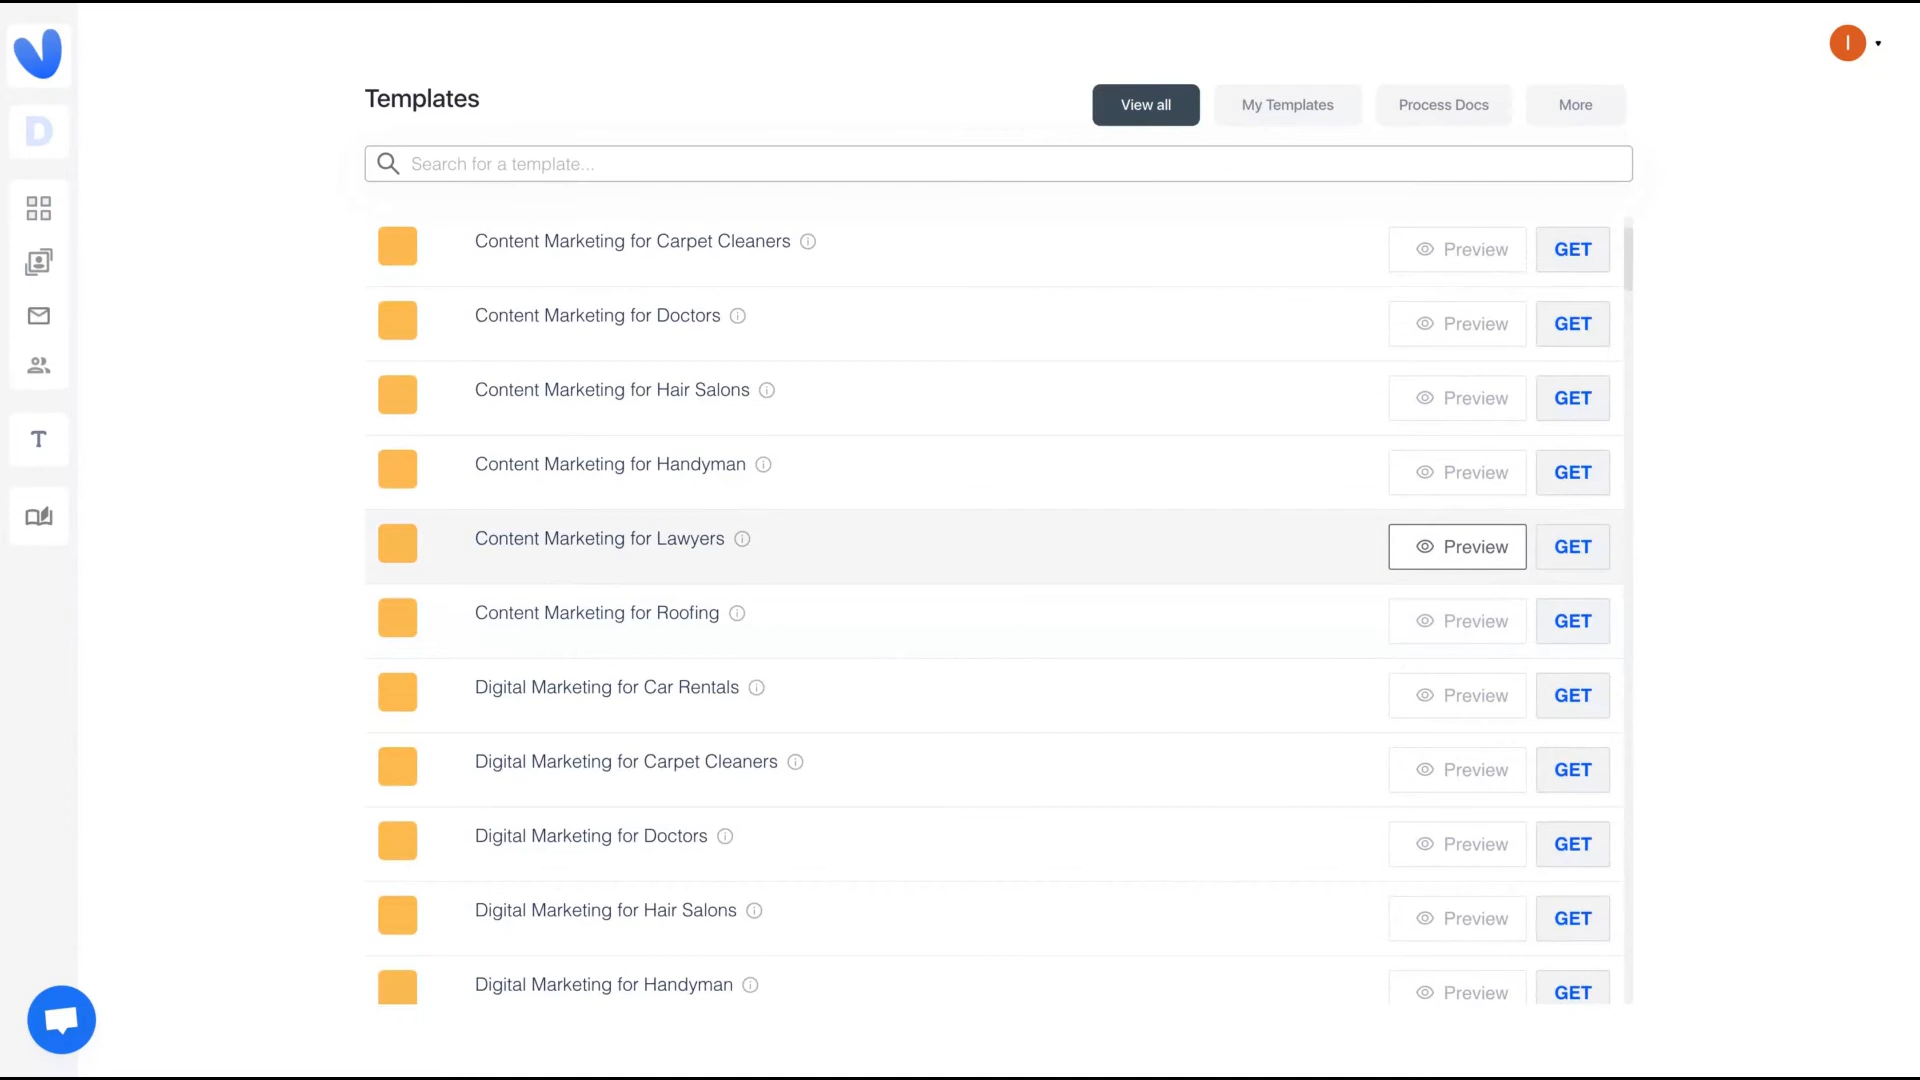 I
D
Templates
View all
My Templates
Process Docs
More
Search for a template...
Content Marketing for Carpet Cleaners
Preview
GET
Content Marketing for Doctors
Preview
GET
Content Marketing for Hair Salons
Preview
GET
Content Marketing for Handyman
Preview
GET
T
Content Marketing for Lawyers
Preview
GET
Content Marketing for Roofing
Preview
GET
Digital Marketing for Car Rentals
Preview
GET
Digital Marketing for Carpet Cleaners
Preview
GET
Digital Marketing for Doctors
Preview
GET
Digital Marketing for Hair Salons
Preview
GET
Digital Marketing for Handyman
Preview
GET